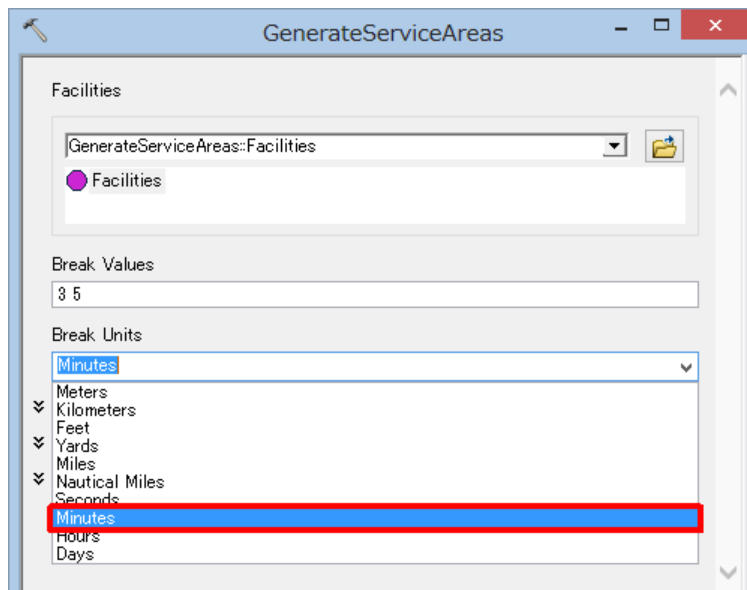 GenerateServiceAreas
Facilities
GenerateServiceAreas::Facilities
Facilities
Break Values
3 5
Break Units
Minutes
Meters
Kilometers
Feet
Yards
Miles
Nautical Miles
Seconds
Minutes
Hours
Days